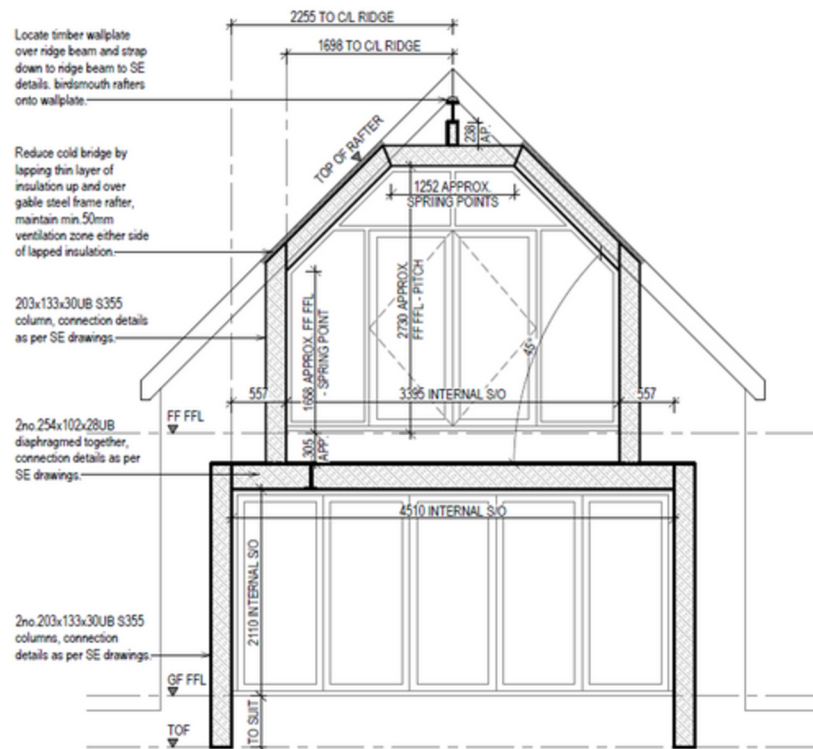 2255 TO C/L RIDGE
1698 TO C/L RIDGE
Locate timber wallplate
over ridge beam and strap
down to ridge beam to SE
details. birdsmouth rafters
onto wallplate.
TOP OF RAFTER
238
AP.
Reduce cold bridge by
lapping thin layer of
insulation up and over
gable steel frame rafter,
maintain min.50mm
ventilation zone either side
of lapped insulation.
1252 APPROX.
SPRIING POINTS
203x133x30UB S355
column, connection details
as per SE drawings.
1658 APPROX. FF FFL
- SPRING POINT
2730 APPROX.
FF FFL - PITCH
45°
557
3395 INTERNAL S/O
557
FF FFL
2no.254x102x28UB
diaphragmed together,
connection details as per
SE drawings.
305
APP.
4510 INTERNAL S/O
2110 INTERNAL S/O
2no.203x133x30UB S355
columns, connection
details as per SE drawings.
GF FFL
TO SUIT
TOF